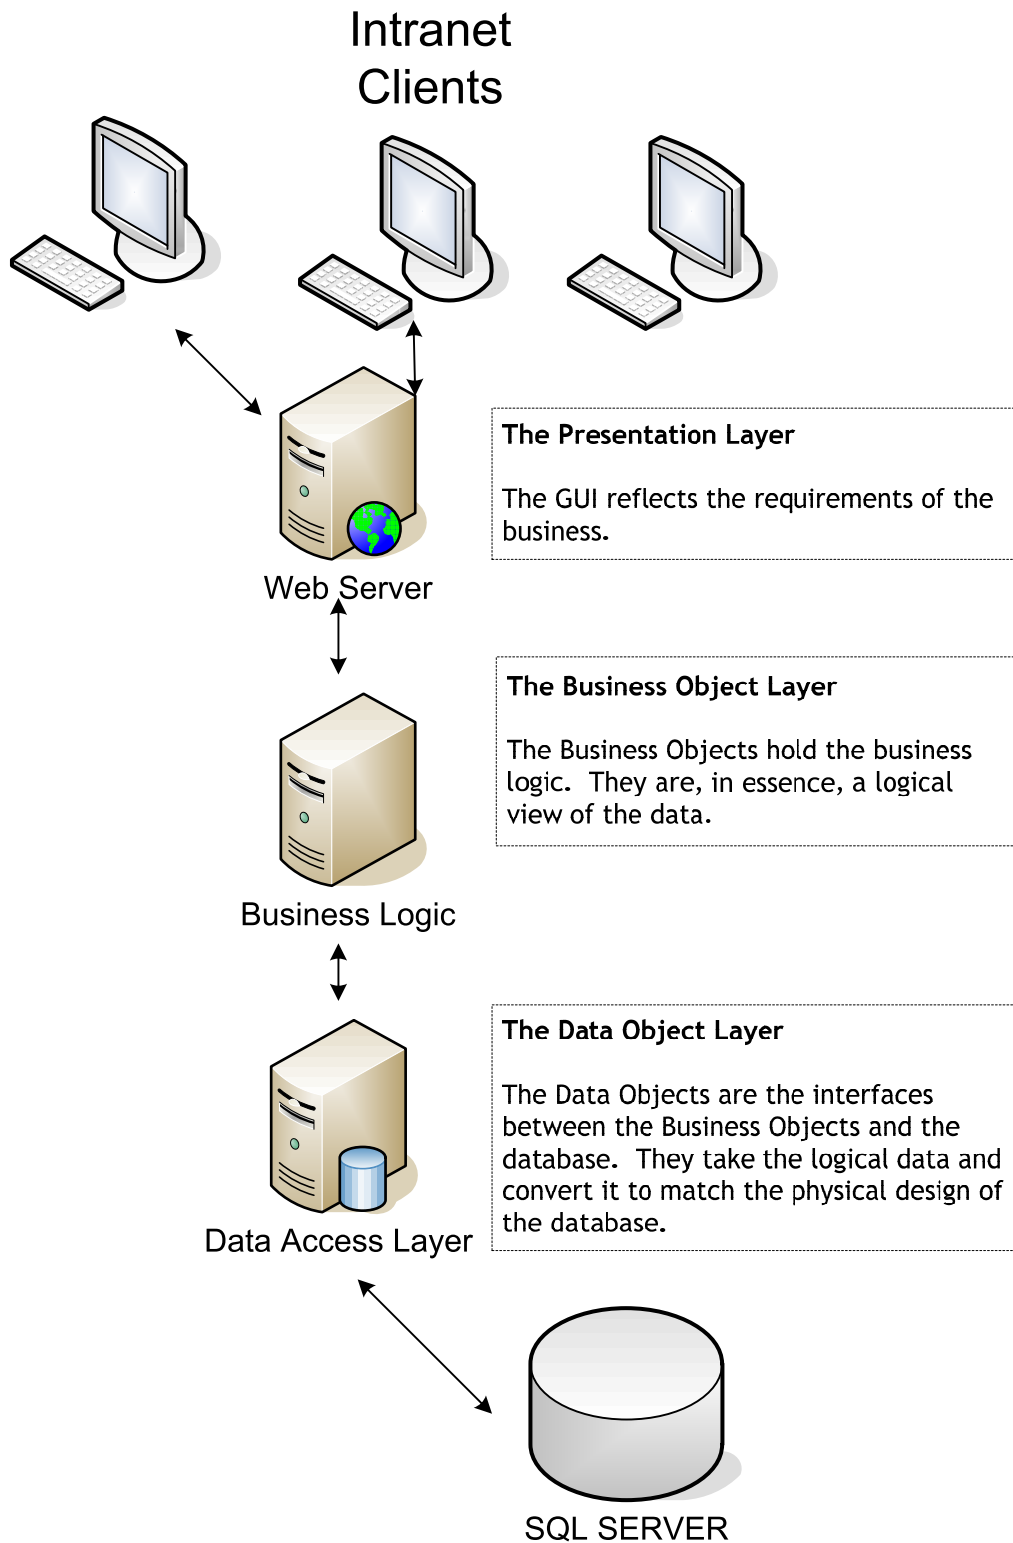 Intranet
Clients
The Presentation Layer
The GUI reflects the requirements of the
business.
Web Server
The Business Object Layer
The Business Objects hold the business
logic.  They are, in essence, a logical
view of the data.
Business Logic
The Data Object Layer
The Data Objects are the interfaces
between the Business Objects and the
database.  They take the logical data and
convert it to match the physical design of
the database.
Data Access Layer
SQL SERVER